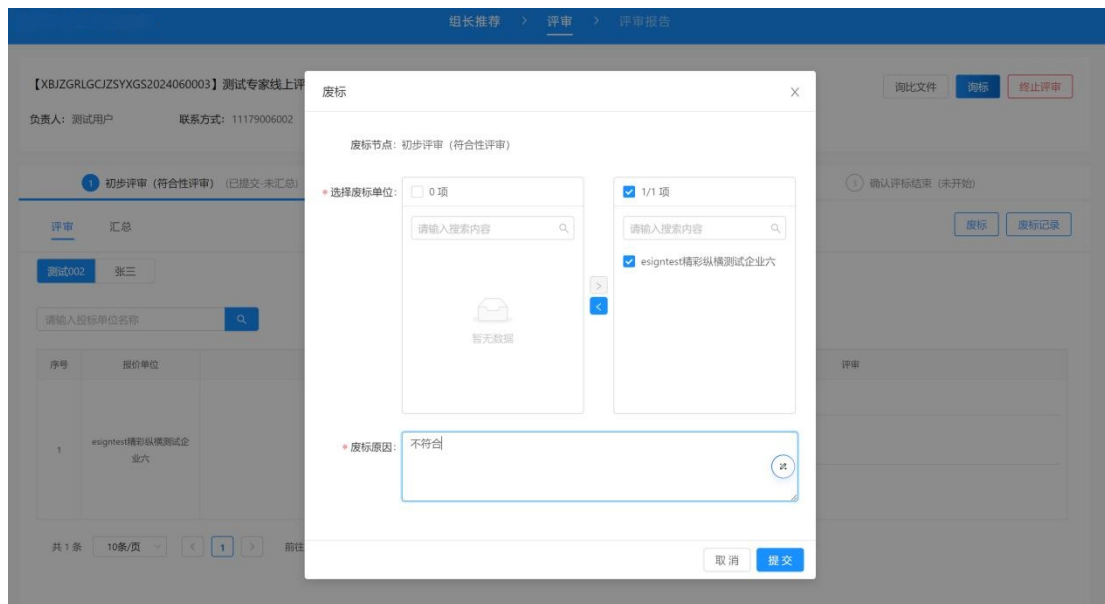 组长推荐 > 评审 > 评审报告
【XBJZGRLGCJZSYXGS2024060003】测试专家线上评
询比文件 询标 终止评审
负责人：测试用户 联系方式：11179006002
1 初步评审（符合性评审）（已提交-未汇总）
3 确认评标结束（未开始）
评审 汇总
废标 废标记录
测试002 张三
请输入投标单位名称
序号 报价单位 评审
1 esigntest精彩纵横测试企
业六
共 1 条 10条/页 < 1 > 前往
废标
废标节点：初步评审（符合性评审）
* 选择废标单位： 0 项 1/1 项
请输入搜索内容 请输入搜索内容
esigntest精彩纵横测试企业六
>
<
暂无数据
* 废标原因： 不符合
取消 提交